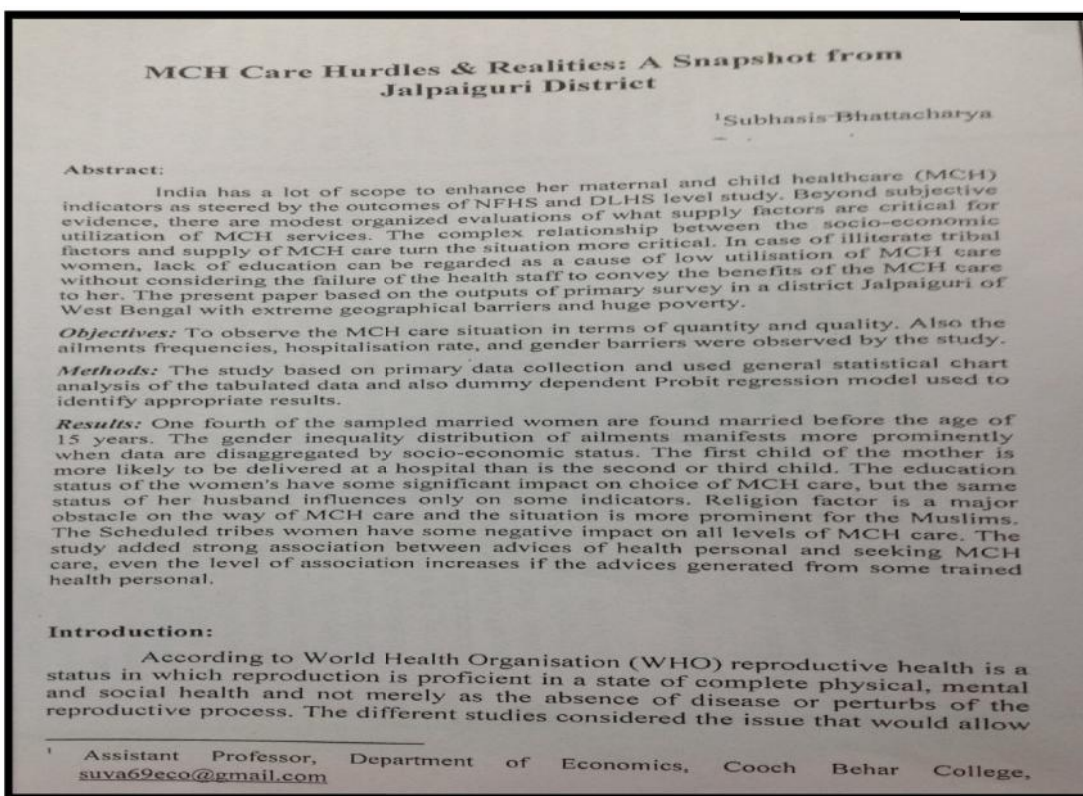 MCH Care Hurdles & Realities: A Snapshot from
Jalpaiguri District
¹Subhasis Bhattacharya
Abstract:
India has a lot of scope to enhance her maternal and child healthcare (MCH)
indicators as steered by the outcomes of NFHS and DLHS level study. Beyond subjective
evidence, there are modest organized evaluations of what supply factors are critical for
utilization of MCH services. The complex relationship between the socio-economic
factors and supply of MCH care turn the situation more critical. In case of illiterate tribal
women, lack of education can be regarded as a cause of low utilisation of MCH care
without considering the failure of the health staff to convey the benefits of the MCH care
to her. The present paper based on the outputs of primary survey in a district Jalpaiguri of
West Bengal with extreme geographical barriers and huge poverty.
Objectives: To observe the MCH care situation in terms of quantity and quality. Also the
ailments frequencies, hospitalisation rate, and gender barriers were observed by the study.
Methods: The study based on primary data collection and used general statistical chart
analysis of the tabulated data and also dummy dependent Probit regression model used to
identify appropriate results.
Results: One fourth of the sampled married women are found married before the age of
15 years. The gender inequality distribution of ailments manifests more prominently
when data are disaggregated by socio-economic status. The first child of the mother is
more likely to be delivered at a hospital than is the second or third child. The education
status of the women's have some significant impact on choice of MCH care, but the same
status of her husband influences only on some indicators. Religion factor is a major
obstacle on the way of MCH care and the situation is more prominent for the Muslims.
The Scheduled tribes women have some negative impact on all levels of MCH care. The
study added strong association between advices of health personal and seeking MCH
care, even the level of association increases if the advices generated from some trained
health personal.
Introduction:
According to World Health Organisation (WHO) reproductive health is a
status in which reproduction is proficient in a state of complete physical, mental
and social health and not merely as the absence of disease or perturbs of the
reproductive process. The different studies considered the issue that would allow
¹ Assistant Professor, Department of Economics, Cooch Behar College,
suva69eco@gmail.com